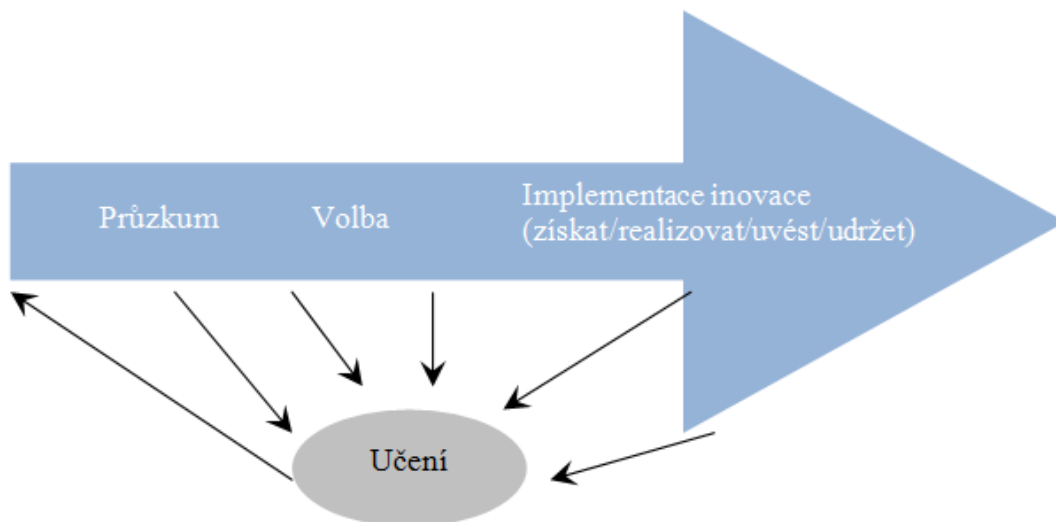 Průzkum
Volba
Implementace inovace
(získat/realizovat/uvést/udržet)
Učení